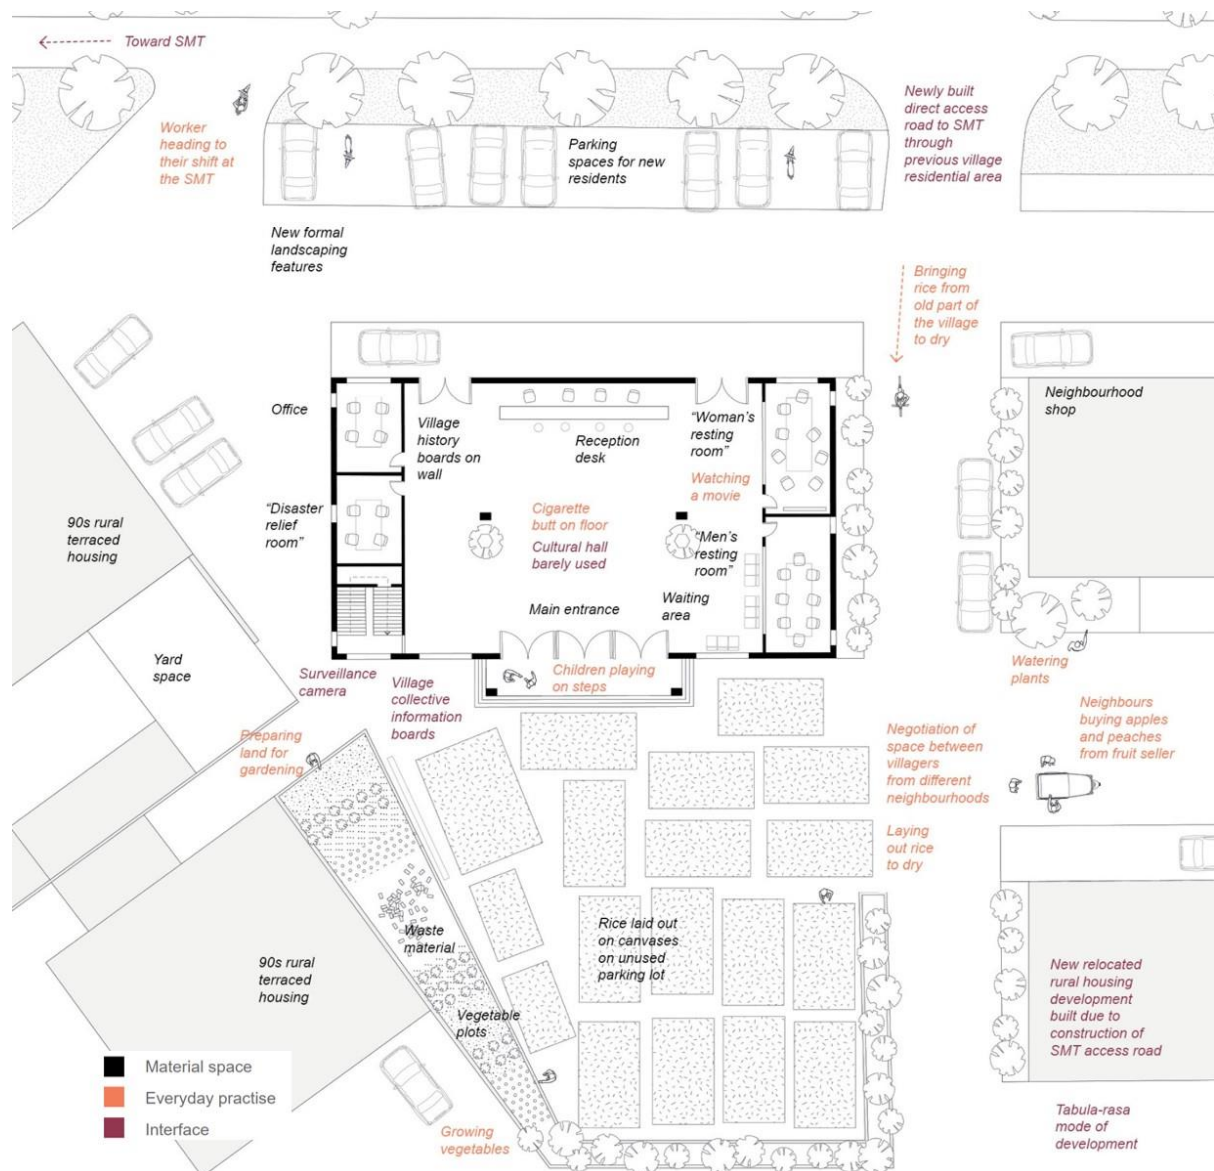 Toward SMT
Worker
heading to
their shift at
the SMT
Parking
spaces for new
residents
Newly built
direct access
road to SMT
through
previous village
residential area
New formal
landscaping
features
Bringing
rice from
old part of
the village
to dry
Office
Village
history
boards on
wall
Reception
desk
"Woman's
resting
room"
Watching
a movie
Neighbourhood
shop
"Disaster
relief
room"
Cigarette
butt on floor
Cultural hall
barely used
"Men's
resting
room"
90s rural
terraced
housing
Main entrance
Waiting
area
Yard
space
Surveillance
camera
Village
collective
information
boards
Children playing
on steps
Watering
plants
Preparing
land for
gardening
Negotiation of
space between
villagers
from different
neighbourhoods
Neighbours
buying apples
and peaches
from fruit seller
Laying
out rice
to dry
Waste
material
Rice laid out
on canvases
on unused
parking lot
90s rural
terraced
housing
Vegetable
plots
New relocated
rural housing
development
built due to
construction of
SMT access road
Material space
Everyday practise
Interface
Growing
vegetables
Tabula-rasa
mode of
development